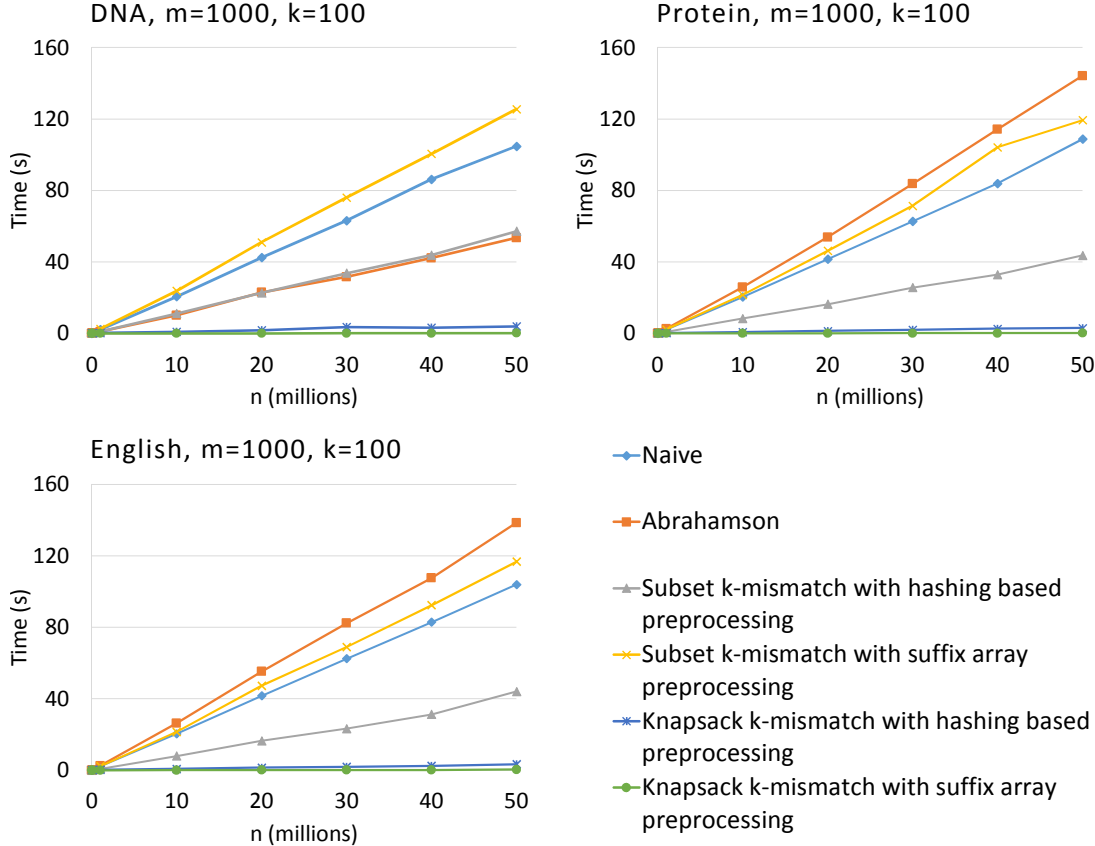 DNA, m=1000, k=100
160
120
80
40
0
Time (s)
0 10 20 30 40 50
n (millions)
Protein, m=1000, k=100
160
120
80
40
0
Time (s)
0 10 20 30 40 50
n (millions)
English, m=1000, k=100
160
120
80
40
0
Time (s)
0 10 20 30 40 50
n (millions)
Naive
Abrahamson
Subset k-mismatch with hashing based
preprocessing
Subset k-mismatch with suffix array
preprocessing
Knapsack k-mismatch with hashing based
preprocessing
Knapsack k-mismatch with suffix array
preprocessing